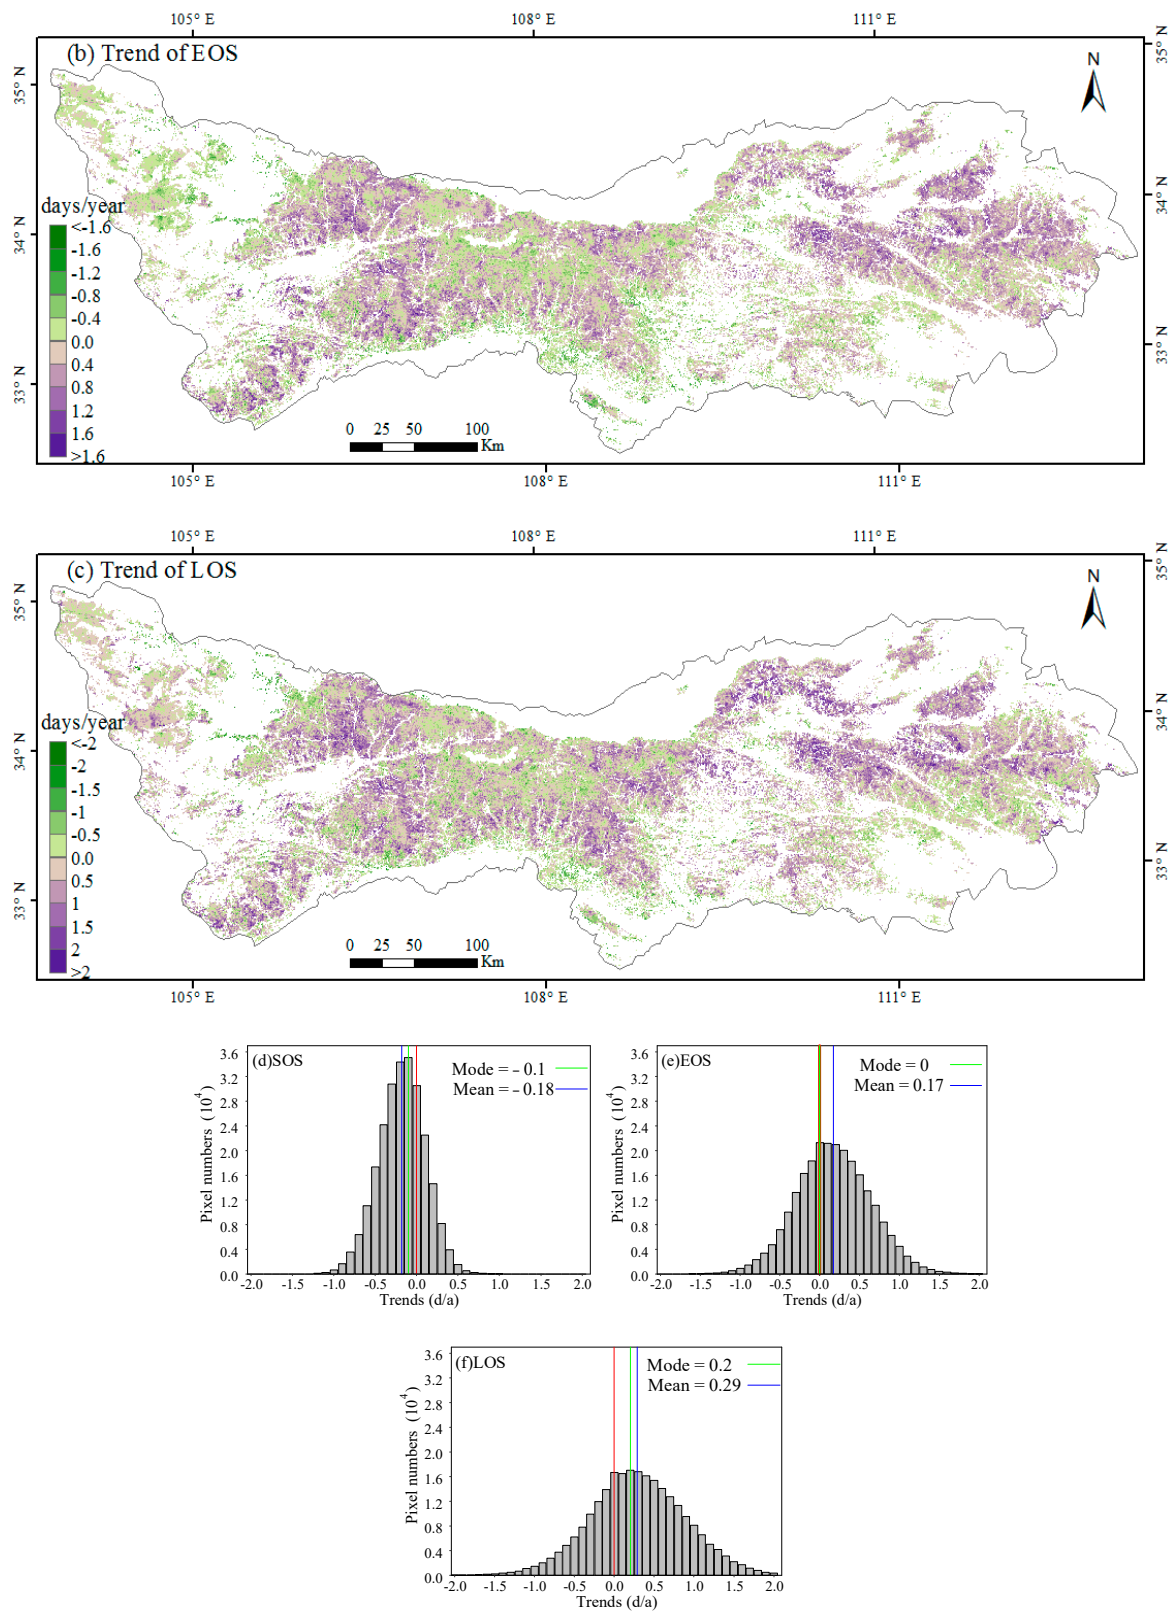 105° E 108° E 111° E
(b) Trend of EOS
N
35° N
35° N
34° N
34° N
33° N
33° N
days/year
<-1.6
-1.6
-1.2
-0.8
-0.4
0.0
0.4
0.8
1.2
1.6
>1.6
0 25 50 100
Km
105° E 108° E 111° E
105° E 108° E 111° E
(c) Trend of LOS
N
35° N
35° N
34° N
34° N
33° N
33° N
days/year
<-2
-2
-1.5
-1
-0.5
0.0
0.5
1
1.5
2
>2
0 25 50 100
Km
105° E 108° E 111° E
(d)SOS
Mode = – 0.1
Mean = – 0.18
Pixel numbers (10⁴)
3.6
3.2
2.8
2.4
2.0
1.6
1.2
0.8
0.4
0.0
-2.0 -1.5 -1.0 -0.5 0.0 0.5 1.0 1.5 2.0
Trends (d/a)
(e)EOS
Mode = 0
Mean = 0.17
Pixel numbers (10⁴)
3.6
3.2
2.8
2.4
2.0
1.6
1.2
0.8
0.4
0.0
-2.0 -1.5 -1.0 -0.5 0.0 0.5 1.0 1.5 2.0
Trends (d/a)
(f)LOS
Mode = 0.2
Mean = 0.29
Pixel numbers (10⁴)
3.6
3.2
2.8
2.4
2.0
1.6
1.2
0.8
0.4
0.0
-2.0 -1.5 -1.0 -0.5 0.0 0.5 1.0 1.5 2.0
Trends (d/a)